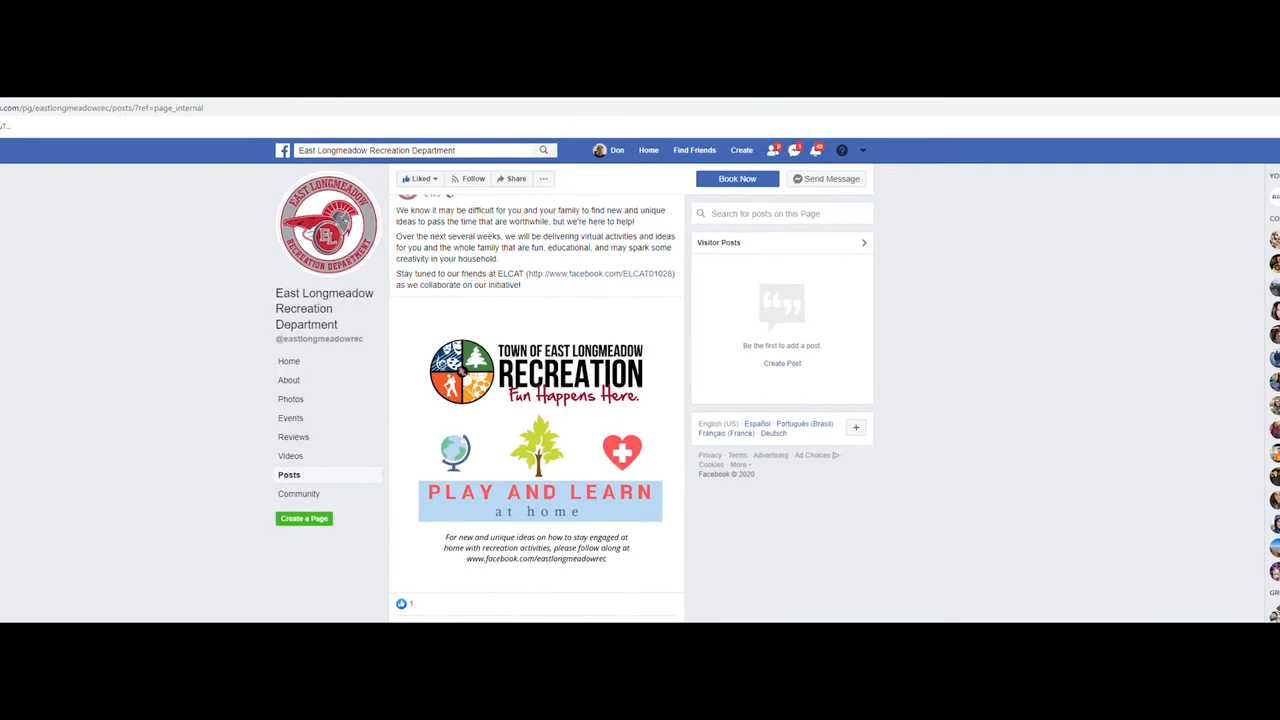 k.com/pg/eastlongmeadowrec/posts/?ref=page_internal
uT...
East Longmeadow Recreation Department
Don
Home
Find Friends
Create
Liked
Follow
Share
Book Now
Send Message
EAST LONGMEADOW
EL
RECREATION DEPARTMENT
East Longmeadow
Recreation
Department
@eastlongmeadowrec
Home
About
Photos
Events
Reviews
Videos
Posts
Community
Create a Page
We know it may be difficult for you and your family to find new and unique
ideas to pass the time that are worthwhile, but we're here to help!
Over the next several weeks, we will be delivering virtual activities and ideas
for you and the whole family that are fun, educational, and may spark some
creativity in your household.
Stay tuned to our friends at ELCAT (http://www.facebook.com/ELCAT01028)
as we collaborate on our initiative!
TOWN OF EAST LONGMEADOW
RECREATION
Fun Happens Here.
PLAY AND LEARN
at home
For new and unique ideas on how to stay engaged at
home with recreation activities, please follow along at
www.facebook.com/eastlongmeadowrec
1
Search for posts on this Page
Visitor Posts
Be the first to add a post.
Create Post
English (US) · Español · Português (Brasil) ·
Français (France) · Deutsch
Privacy · Terms · Advertising · Ad Choices ·
Cookies · More
Facebook © 2020
YO
CO
GR